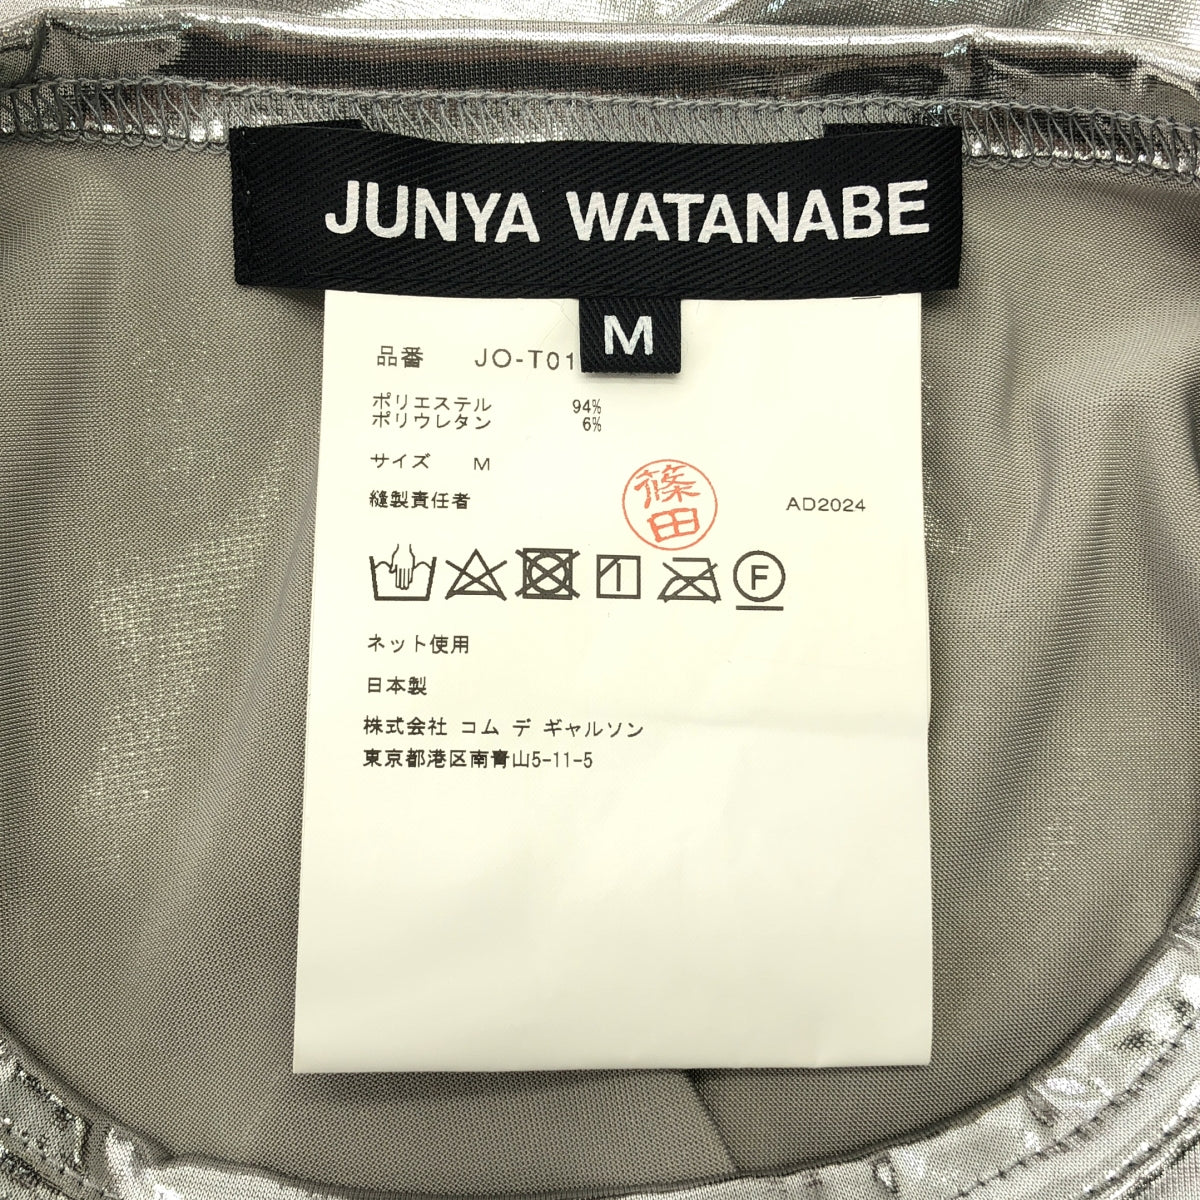 JUNYA WATANABE
M
品番 JO-T01
ポリエステル 94%
ポリウレタン 6%
サイズ M
縫製責任者 篠田 AD2024
F
ネット使用
日本製
株式会社 コム デ ギャルソン
東京都港区南青山5-11-5